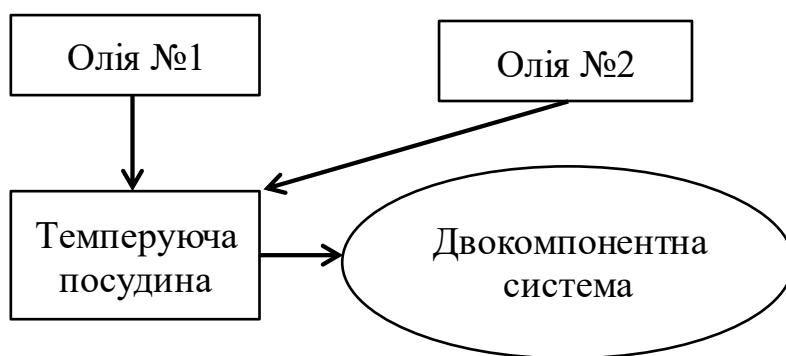 Олія №1
Олія №2
Темперуюча
посудина
Двокомпонентна
система